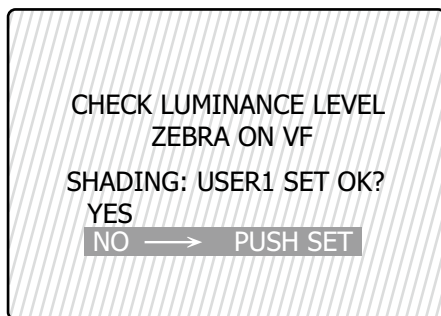 CHECK LUMINANCE LEVEL
ZEBRA ON VF
SHADING: USER1 SET OK?
YES
NO → PUSH SET